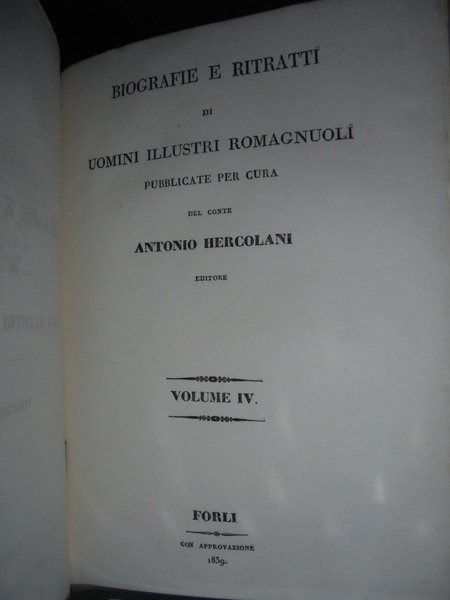 BIOGRAFIE E RITRATTI
DI
UOMINI ILLUSTRI ROMAGNUOLI
PUBBLICATE PER CURA
DEL CONTE
ANTONIO HERCOLANI
EDITORE
VOLUME IV.
FORLI
CON APPROVAZIONE
1839.